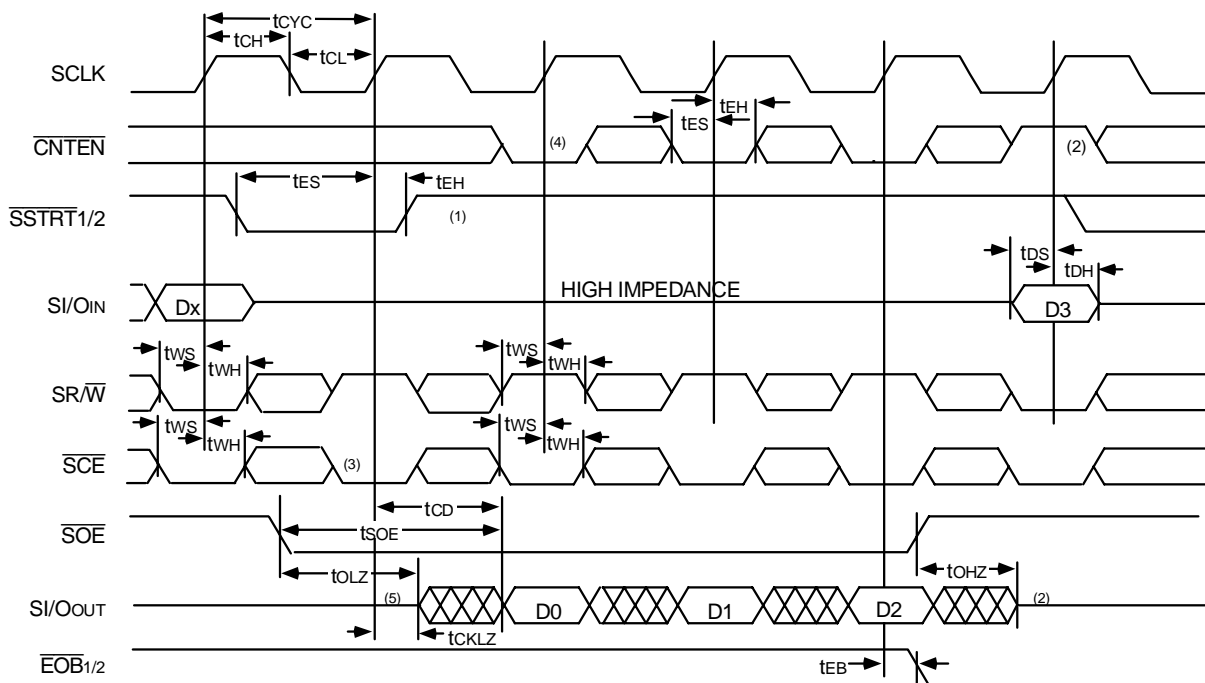 tCYC
tCH
tCL
SCLK
tEH
tES
CNTEN
(4)
(2)
tES
tEH
SSTRT1/2
(1)
tDS
tDH
SI/OIN
Dx
HIGH IMPEDANCE
D3
tWS
tWH
tWS
tWH
SR/W
tWS
tWH
tWS
tWH
SCE
(3)
tCD
SOE
tSOE
tOLZ
tOHZ
SI/OOUT
(5)
D0
D1
D2
(2)
tCKLZ
EOB1/2
tEB